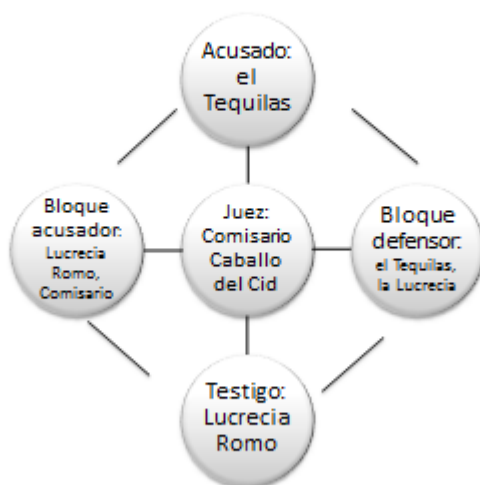 Acusado:
el
Tequilas
Bloque
acusador:
Lucrecia
Romo,
Comisario
Juez:
Comisario
Caballo
del Cid
Bloque
defensor:
el Tequilas,
la Lucrecia
Testigo:
Lucrecia
Romo